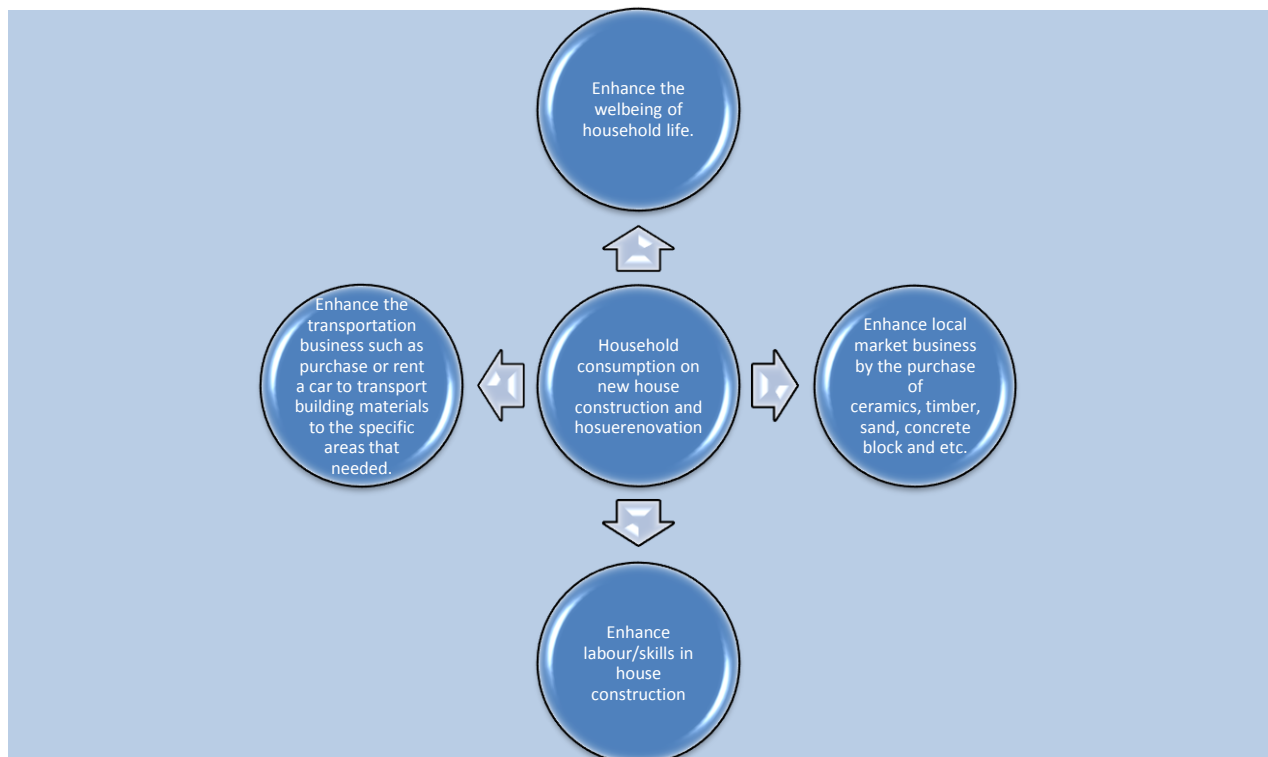 Enhance the
welbeing of
household life.
Enhance the
transportation
business such as
purchase or rent
a car to transport
building materials
to the specific
areas that
needed.
Household
consumption on
new house
construction and
hosuerenovation
Enhance local
market business
by the purchase
of
ceramics, timber,
sand, concrete
block and etc.
Enhance
labour/skills in
house
construction